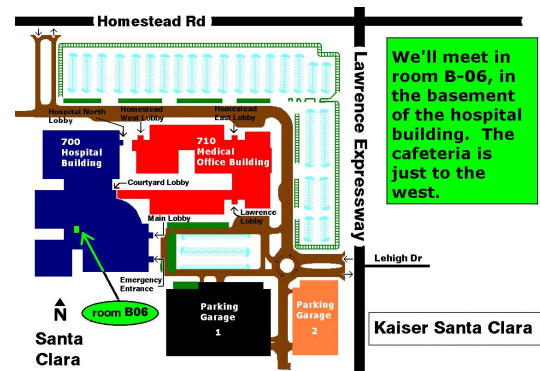 Homestead Rd
Lawrence Expressway
We'll meet in
room B-06, in
the basement
of the hospital
building.  The
cafeteria is
just to the
west.
Hospital North
Lobby
Homestead
West Lobby
Homestead
East Lobby
700
Hospital
Building
710
Medical
Office Building
Courtyard Lobby
Main Lobby
Lawrence
Lobby
Emergency
Entrance
Lehigh Dr
N
room B06
Parking
Garage
1
Parking
Garage
2
Santa
Clara
Kaiser Santa Clara